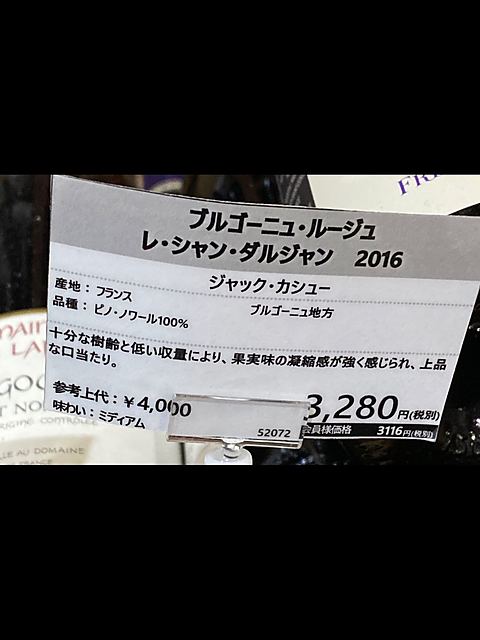 FR
ブルゴーニュ・ルージュ
レ・シャン・ダルジャン 2016
ジャック・カシュー
産地：フランス
ブルゴーニュ地方
品種：ピノ・ノワール100%
十分な樹齢と低い収量により、果実味の凝縮感が強く感じられ、上品
な口当たり。
参考上代：￥4,000
3,280円(税別)
味わい：ミディアム
会員様価格 3116円(税別)
52072
LLE AU DOMAINE
FRANCE